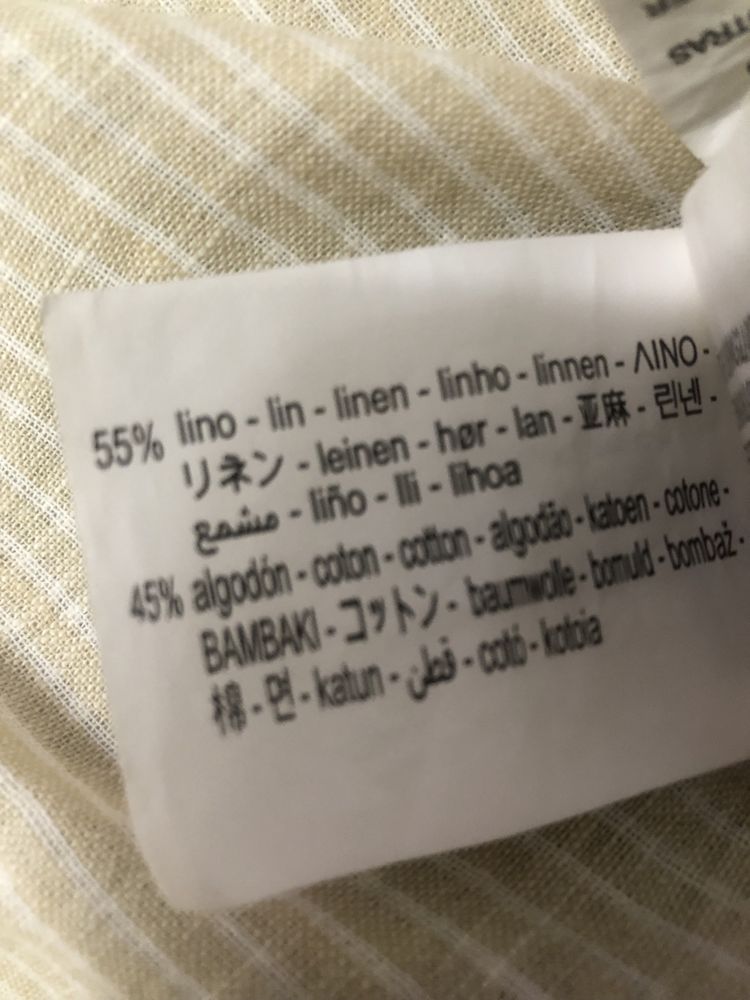 55% lino - lin - linen - linho - linnen - ΛΙΝΟ -
リネン - leinen - hør - lan - 亚麻 - 린넨 -
مشمع - liño - lli - lihoa
45% algodón - coton - cotton - algodão - katoen - cotone -
BAMBAKI - コットン - baumwolle - bomuld - bombaż -
棉 - 면 - katun - قطن - cotó - kotoia
TRAS